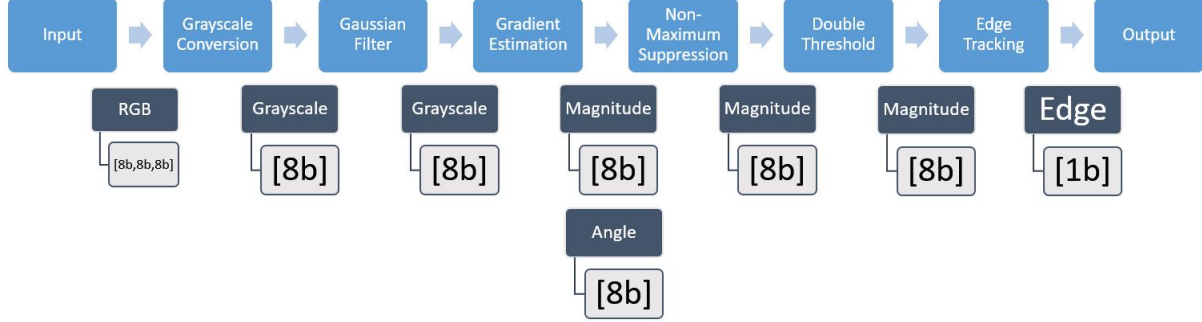 Input
Grayscale
Conversion
Gaussian
Filter
Gradient
Estimation
Non-
Maximum
Suppression
Double
Threshold
Edge
Tracking
Output
RGB
[8b,8b,8b]
Grayscale
[8b]
Grayscale
[8b]
Magnitude
[8b]
Magnitude
[8b]
Magnitude
[8b]
Edge
[1b]
Angle
[8b]